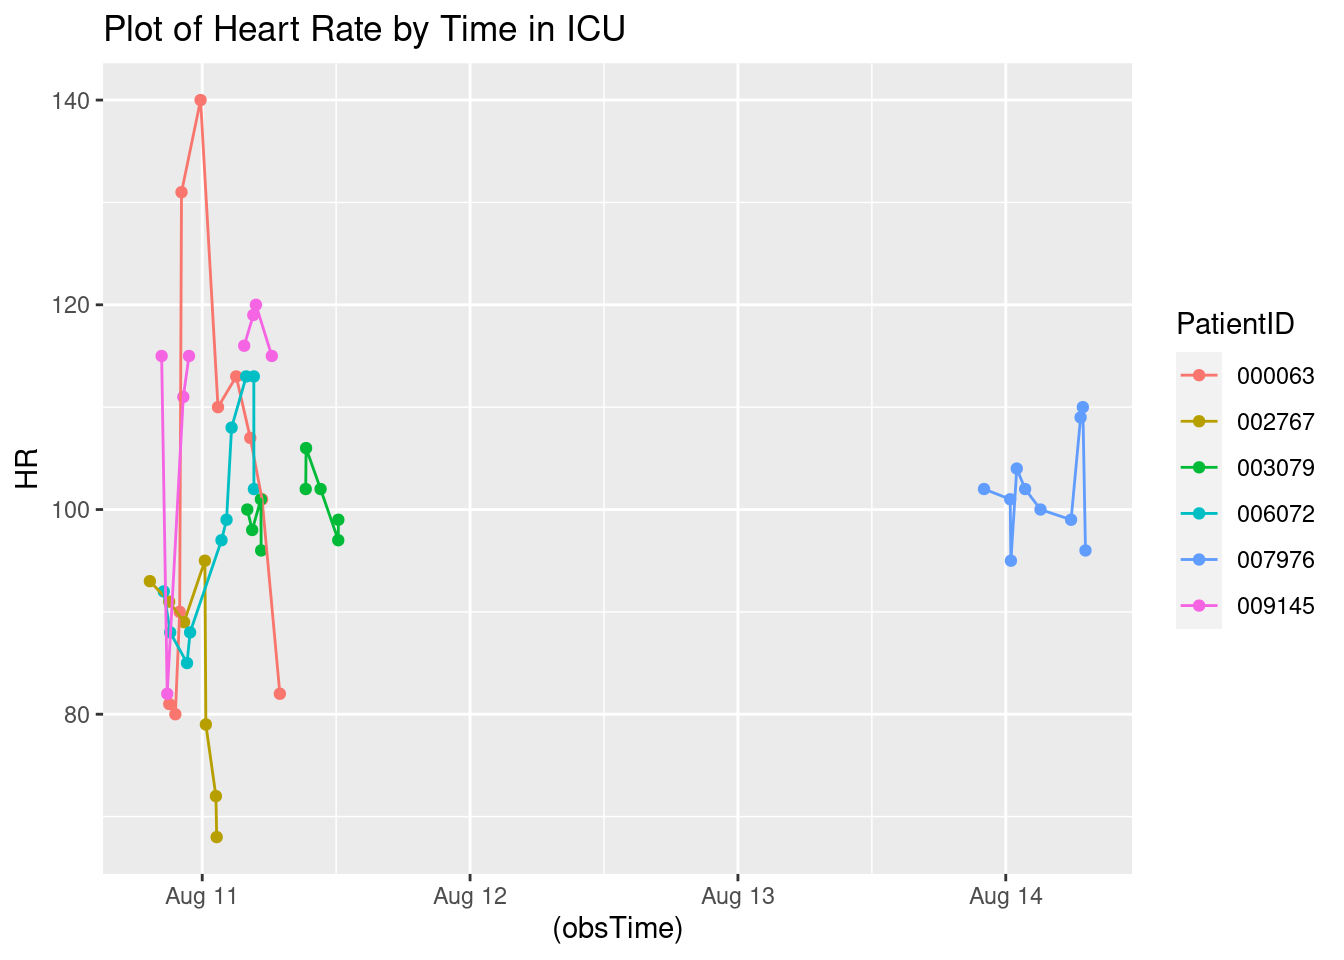 Plot of Heart Rate by Time in ICU
140
120
100
80
HR
Aug 11
Aug 12
Aug 13
Aug 14
(obsTime)
PatientID
000063
002767
003079
006072
007976
009145